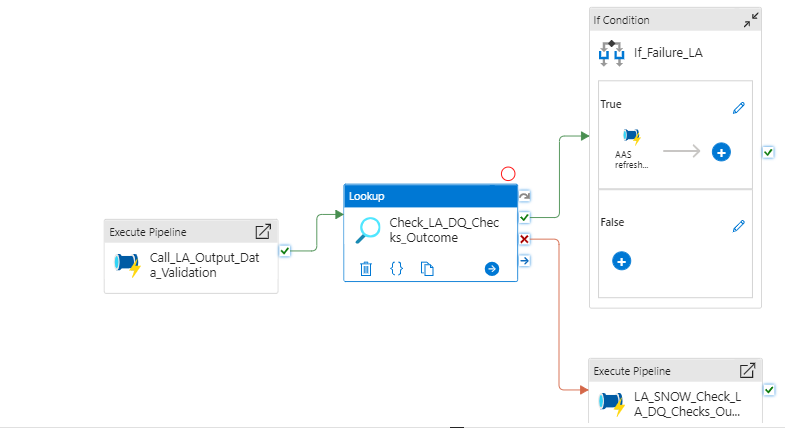 If Condition
If_Failure_LA
True
AAS
refresh...
False
Lookup
Check_LA_DQ_Chec
ks_Outcome
{}
Execute Pipeline
Call_LA_Output_Dat
a_Validation
Execute Pipeline
LA_SNOW_Check_L
A_DQ_Checks_Ou...